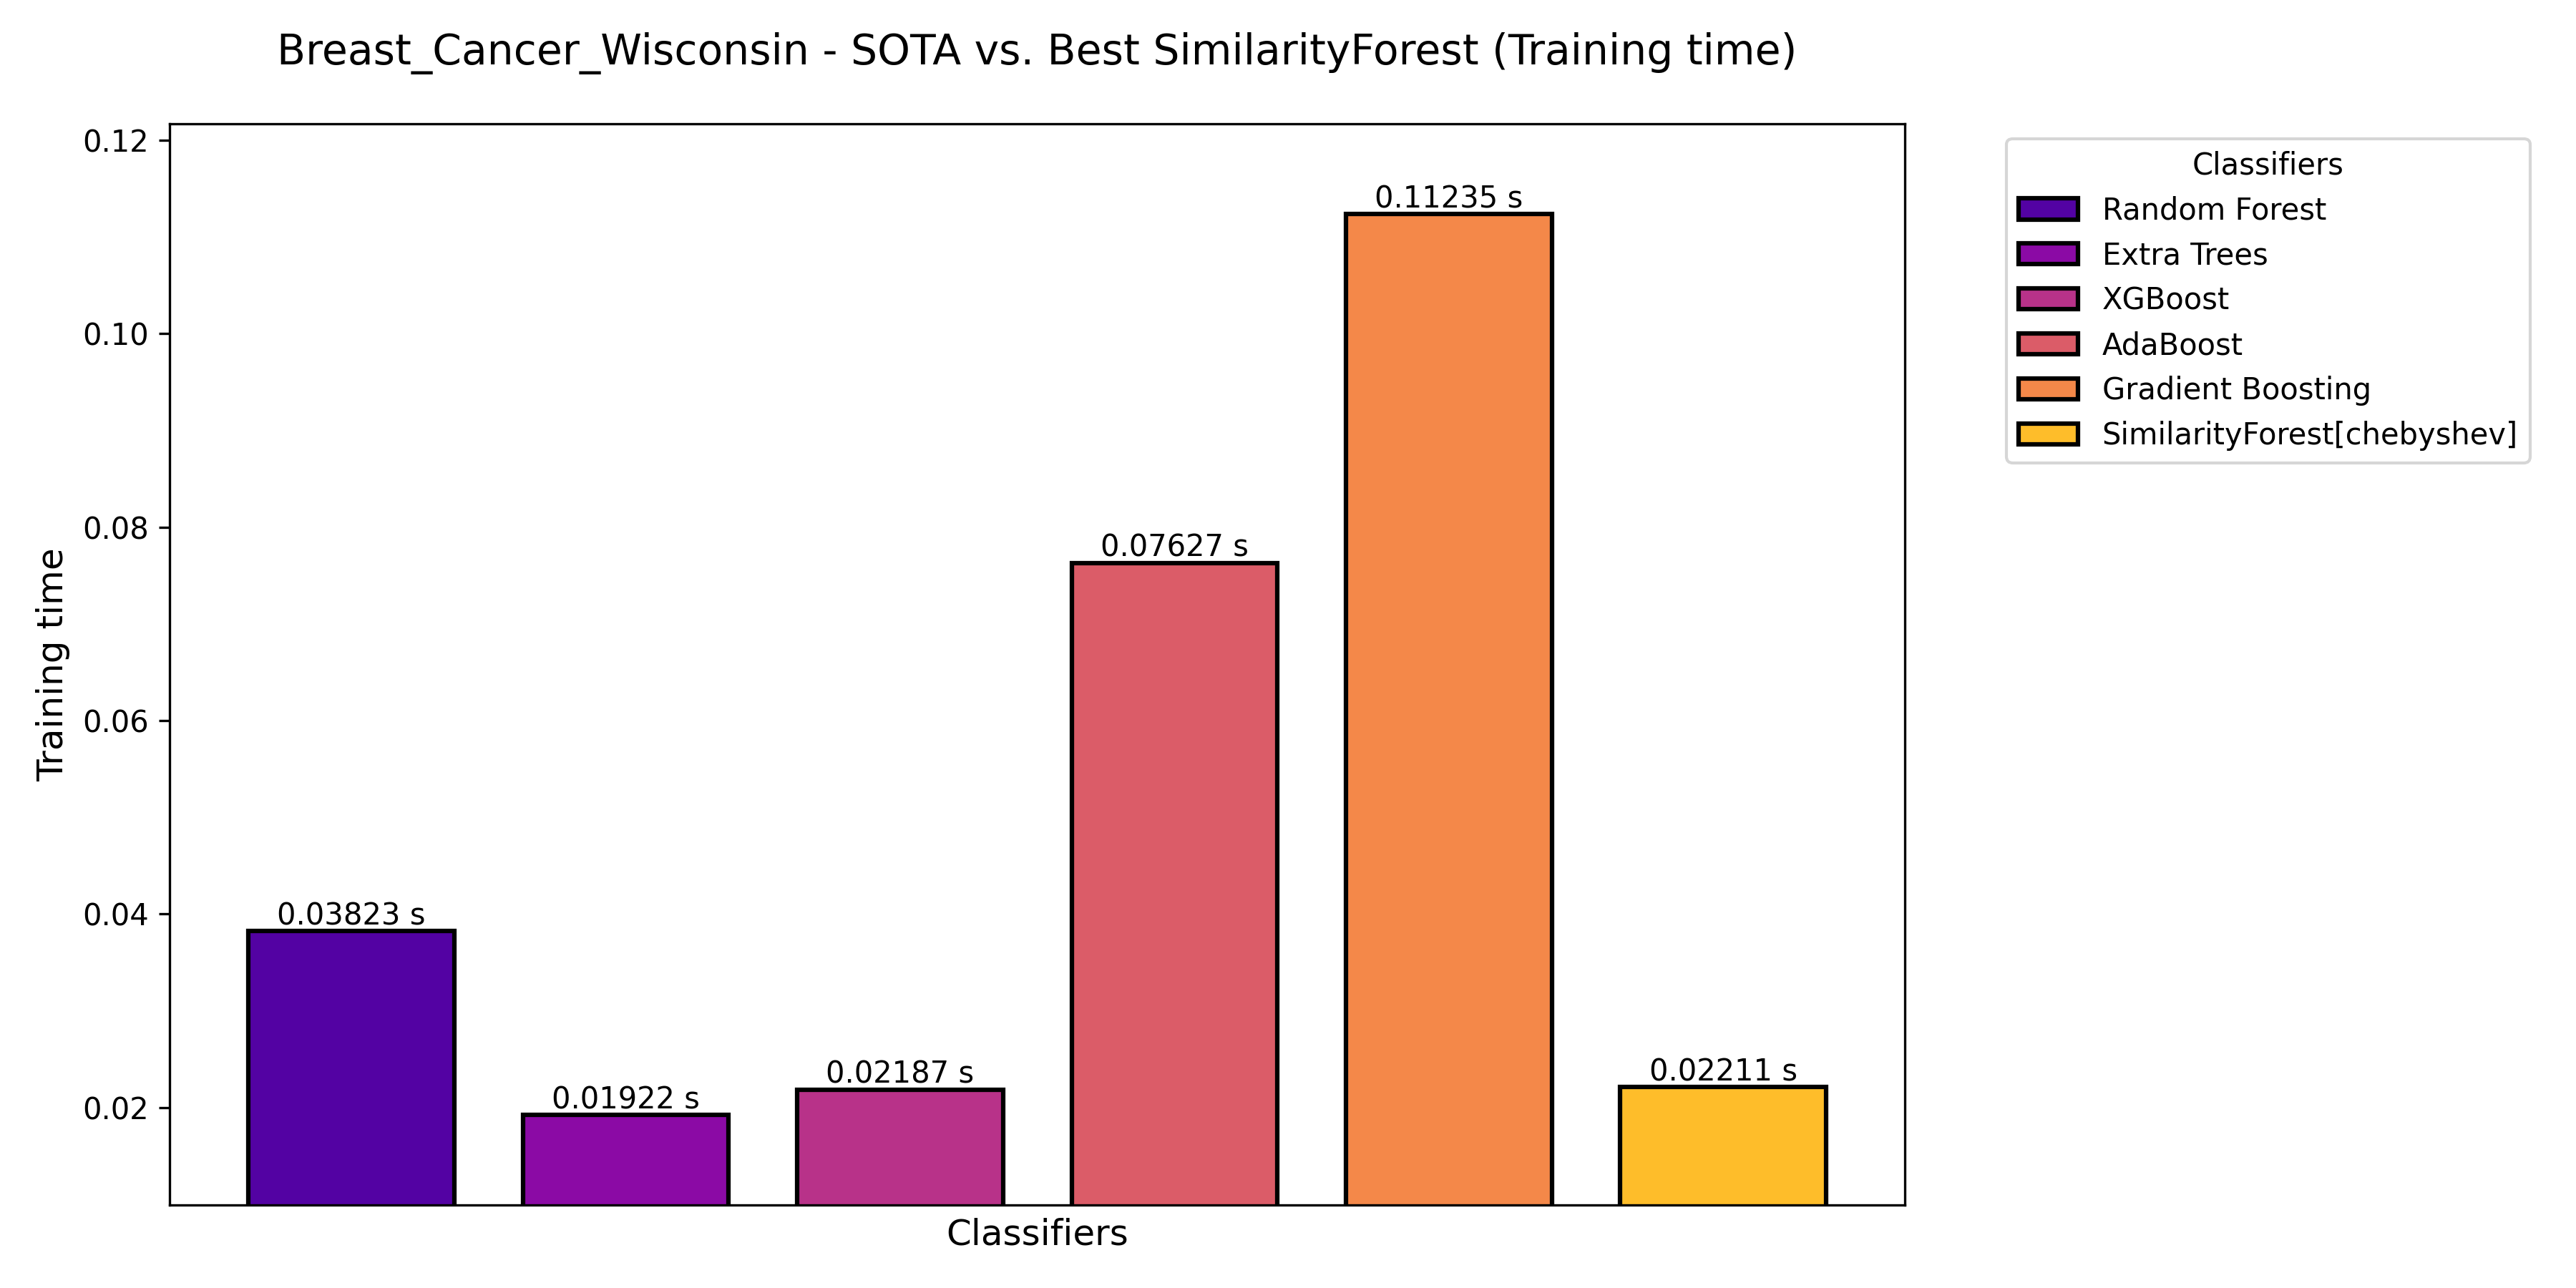 Breast_Cancer_Wisconsin - SOTA vs. Best SimilarityForest (Training time)
Training time
0.12
0.10
0.08
0.06
0.04
0.02
0.03823 s
0.01922 s
0.02187 s
0.07627 s
0.11235 s
0.02211 s
Classifiers
Classifiers
Random Forest
Extra Trees
XGBoost
AdaBoost
Gradient Boosting
SimilarityForest[chebyshev]